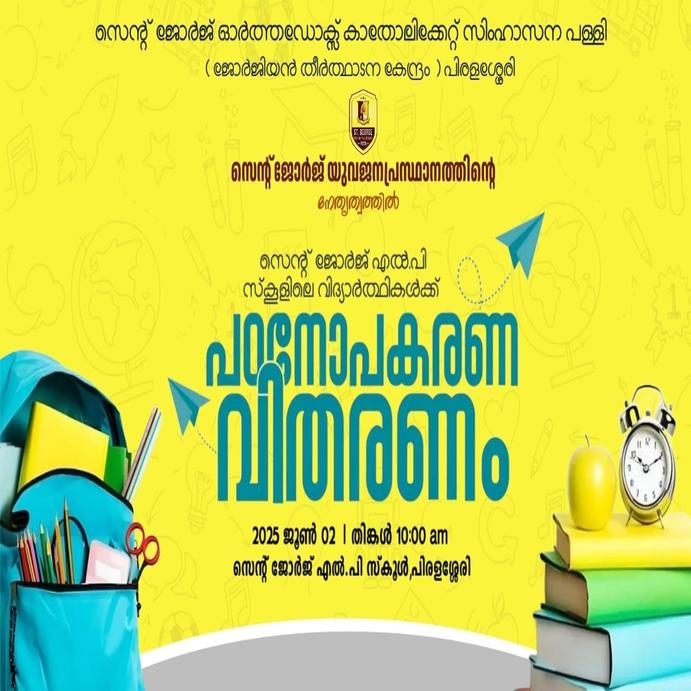 സെന്റ് ജോർജ് ഓർത്തഡോക്സ് കാതോലിക്കേറ്റ് സിംഹാസന പള്ളി
( ജോർജിയൻ തീർത്ഥാടന കേന്ദ്രം ) പിരളശ്ശേരി
ST. GEORGE
സെന്റ് ജോർജ് യുവജനപ്രസ്ഥാനത്തിന്റെ
നേതൃത്വത്തിൽ
സെന്റ് ജോർജ് എൽ.പി
സ്കൂളിലെ വിദ്യാർത്ഥികൾക്ക്
പഠനോപകരണ
വിതരണം
2025 ജൂൺ 02 | തിങ്കൾ 10:00 am
സെന്റ് ജോർജ് എൽ.പി സ്കൂൾ,പിരളശ്ശേരി